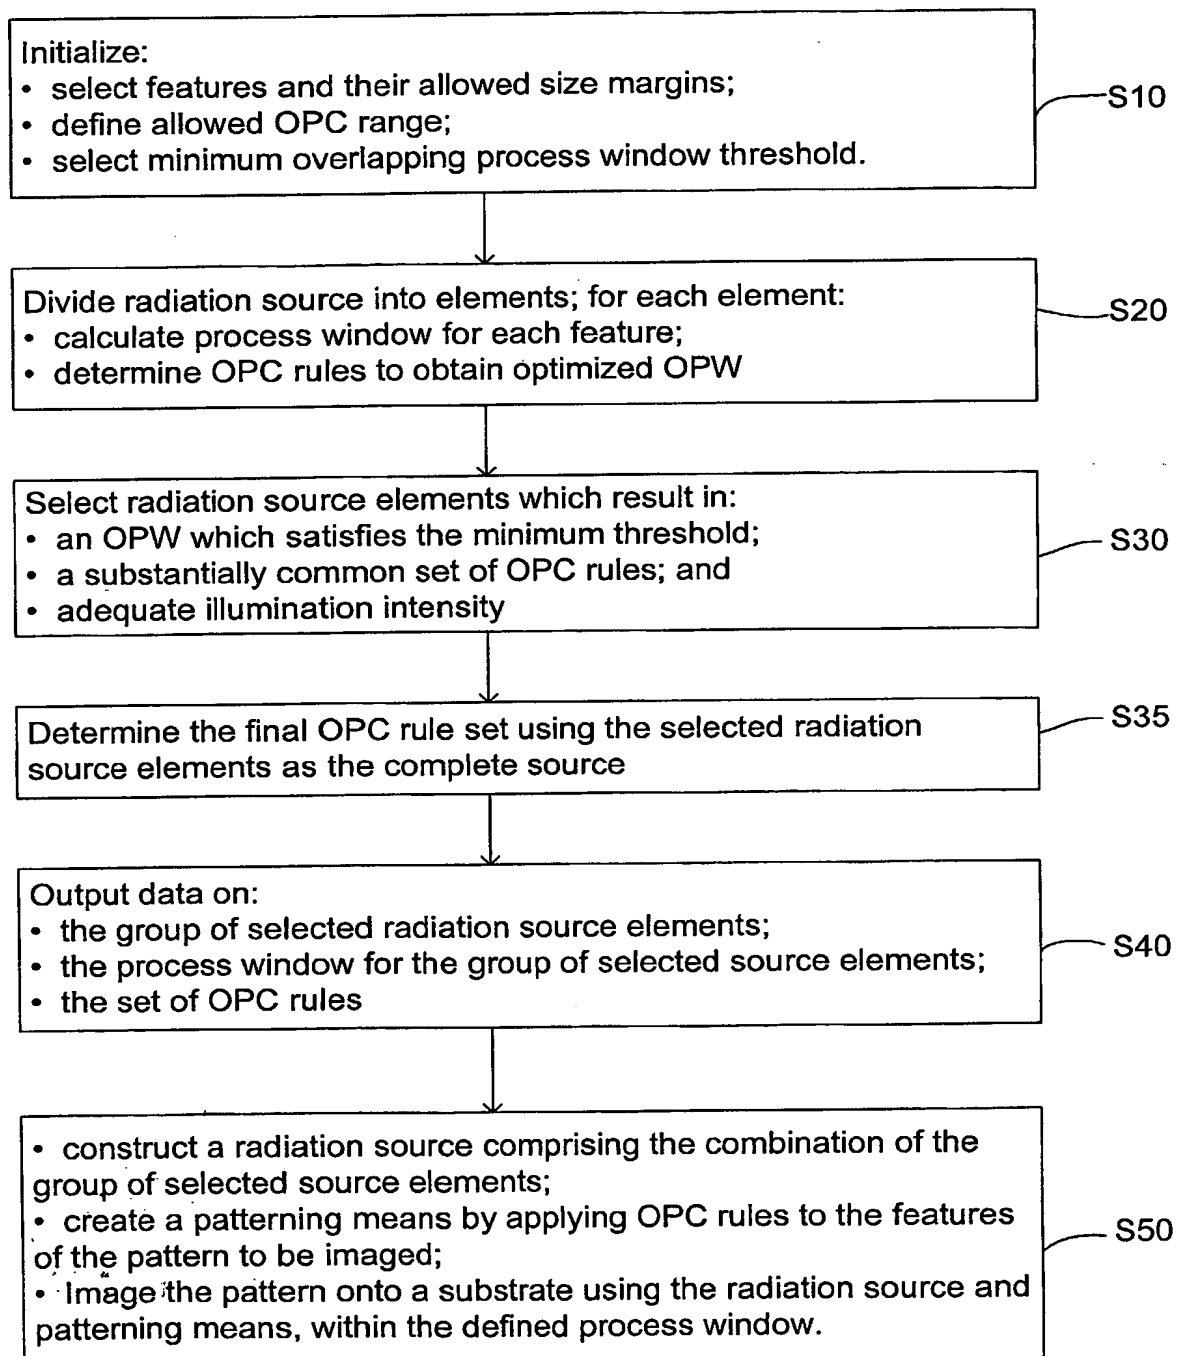 Initialize:
• select features and their allowed size margins;
• define allowed OPC range;
• select minimum overlapping process window threshold.
S10
Divide radiation source into elements; for each element:
• calculate process window for each feature;
• determine OPC rules to obtain optimized OPW
S20
Select radiation source elements which result in:
• an OPW which satisfies the minimum threshold;
• a substantially common set of OPC rules; and
• adequate illumination intensity
S30
Determine the final OPC rule set using the selected radiation
source elements as the complete source
S35
Output data on:
• the group of selected radiation source elements;
• the process window for the group of selected source elements;
• the set of OPC rules
S40
• construct a radiation source comprising the combination of the
group of selected source elements;
• create a patterning means by applying OPC rules to the features
of the pattern to be imaged;
• Image the pattern onto a substrate using the radiation source and
patterning means, within the defined process window.
S50